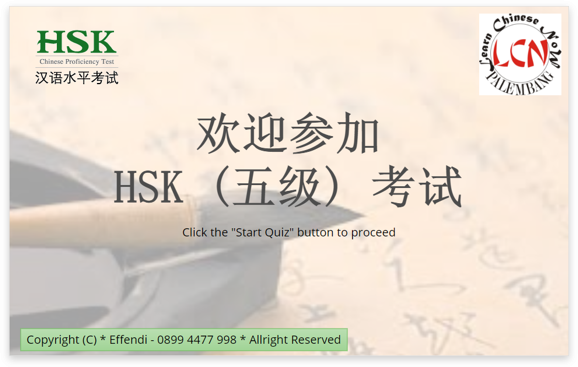 HSK
Chinese Proficiency Test
汉语水平考试
Learn Chinese Now
LCN
PALEMBANG
欢迎参加
HSK（五级）考试
Click the "Start Quiz" button to proceed
Copyright (C) * Effendi - 0899 4477 998 * Allright Reserved